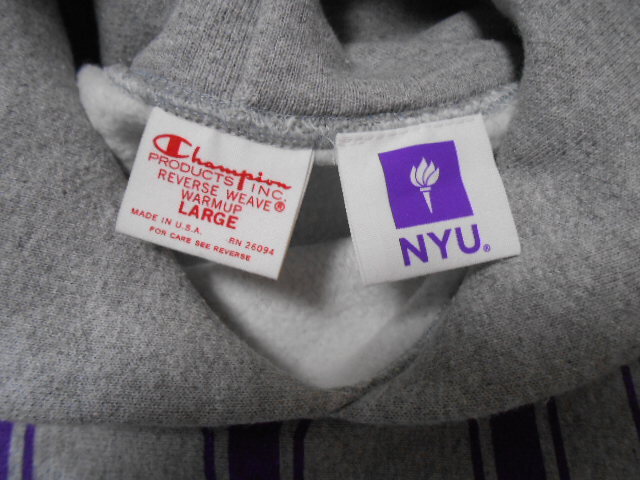 Champion
PRODUCTS INC.
REVERSE WEAVE®
WARMUP
LARGE
MADE IN U.S.A. RN 26094
FOR CARE SEE REVERSE
NYU®